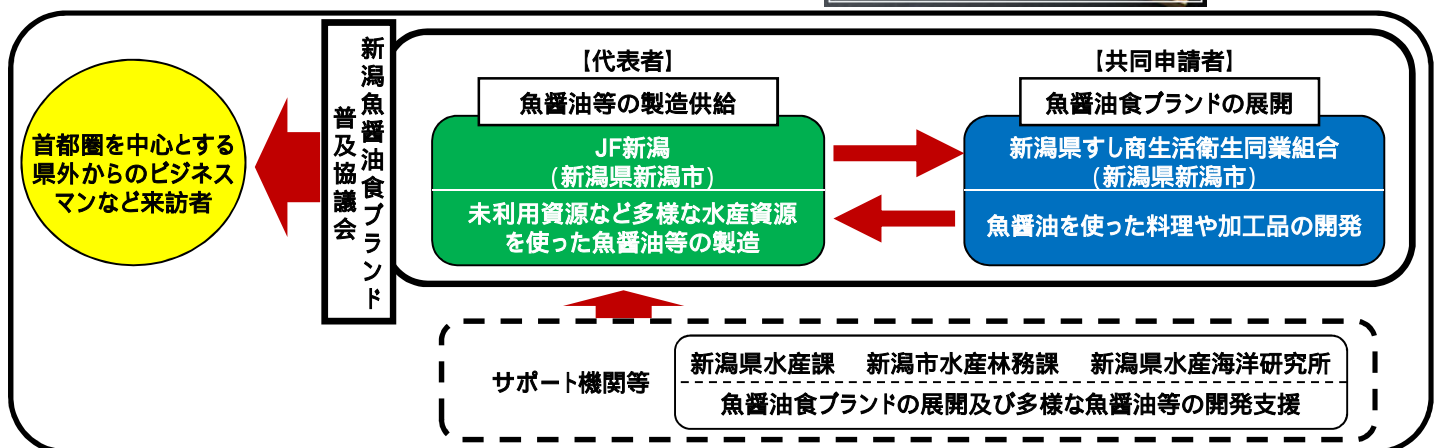 首都圏を中心とする
県外からのビジネス
マンなど来訪者
新潟魚醤油食ブランド
普及協議会
【代表者】
魚醤油等の製造供給
JF新潟
（新潟県新潟市）
未利用資源など多様な水産資源
を使った魚醤油等の製造
【共同申請者】
魚醤油食ブランドの展開
新潟県すし商生活衛生同業組合
（新潟県新潟市）
魚醤油を使った料理や加工品の開発
サポート機関等
新潟県水産課　新潟市水産林務課　新潟県水産海洋研究所
魚醤油食ブランドの展開及び多様な魚醤油等の開発支援